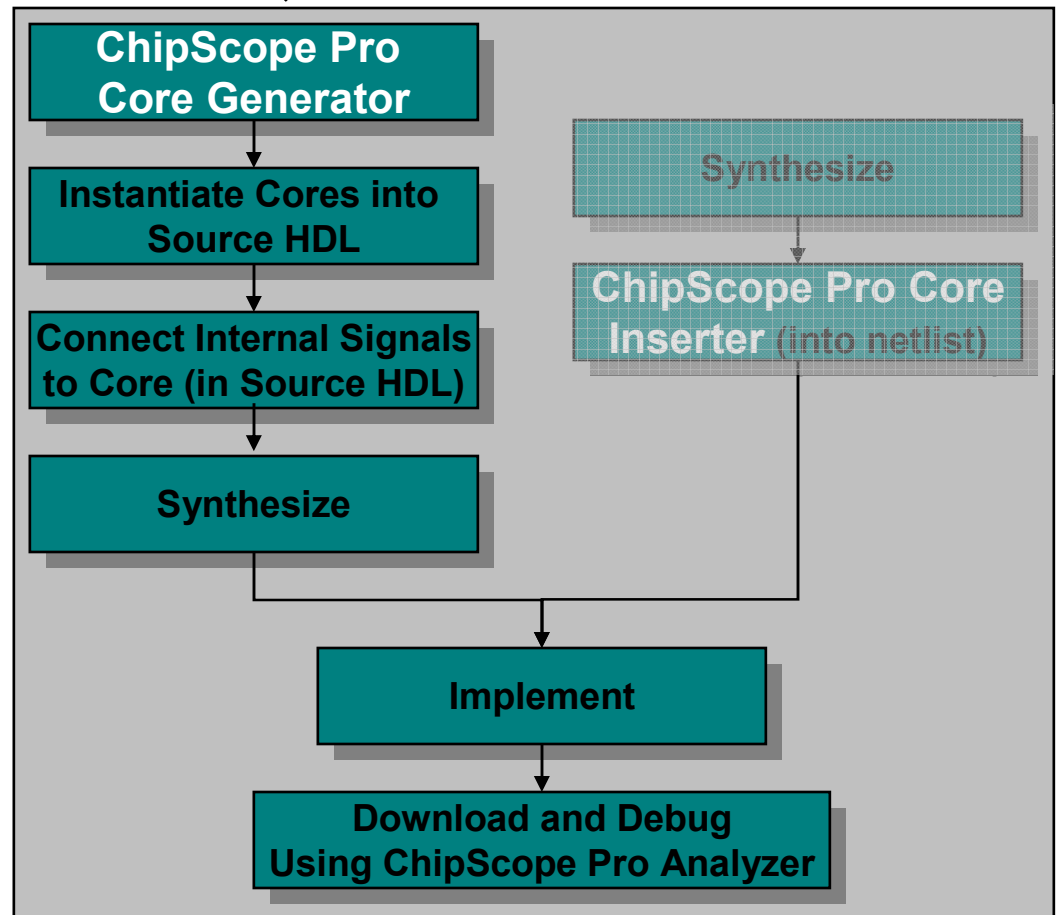 ChipScope Pro
Core Generator
Instantiate Cores into
Source HDL
Connect Internal Signals
to Core (in Source HDL)
Synthesize
Synthesize
ChipScope Pro Core
Inserter (into netlist)
Implement
Download and Debug
Using ChipScope Pro Analyzer